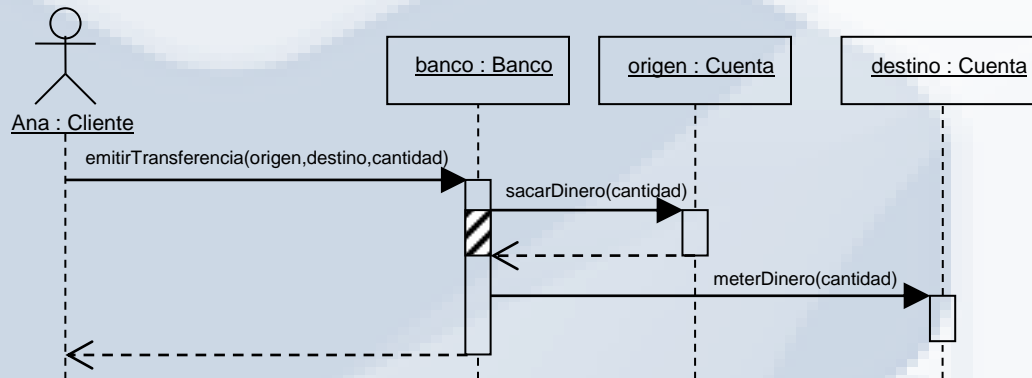 banco : Banco
origen : Cuenta
destino : Cuenta
Ana : Cliente
emitirTransferencia(origen,destino,cantidad)
sacarDinero(cantidad)
meterDinero(cantidad)